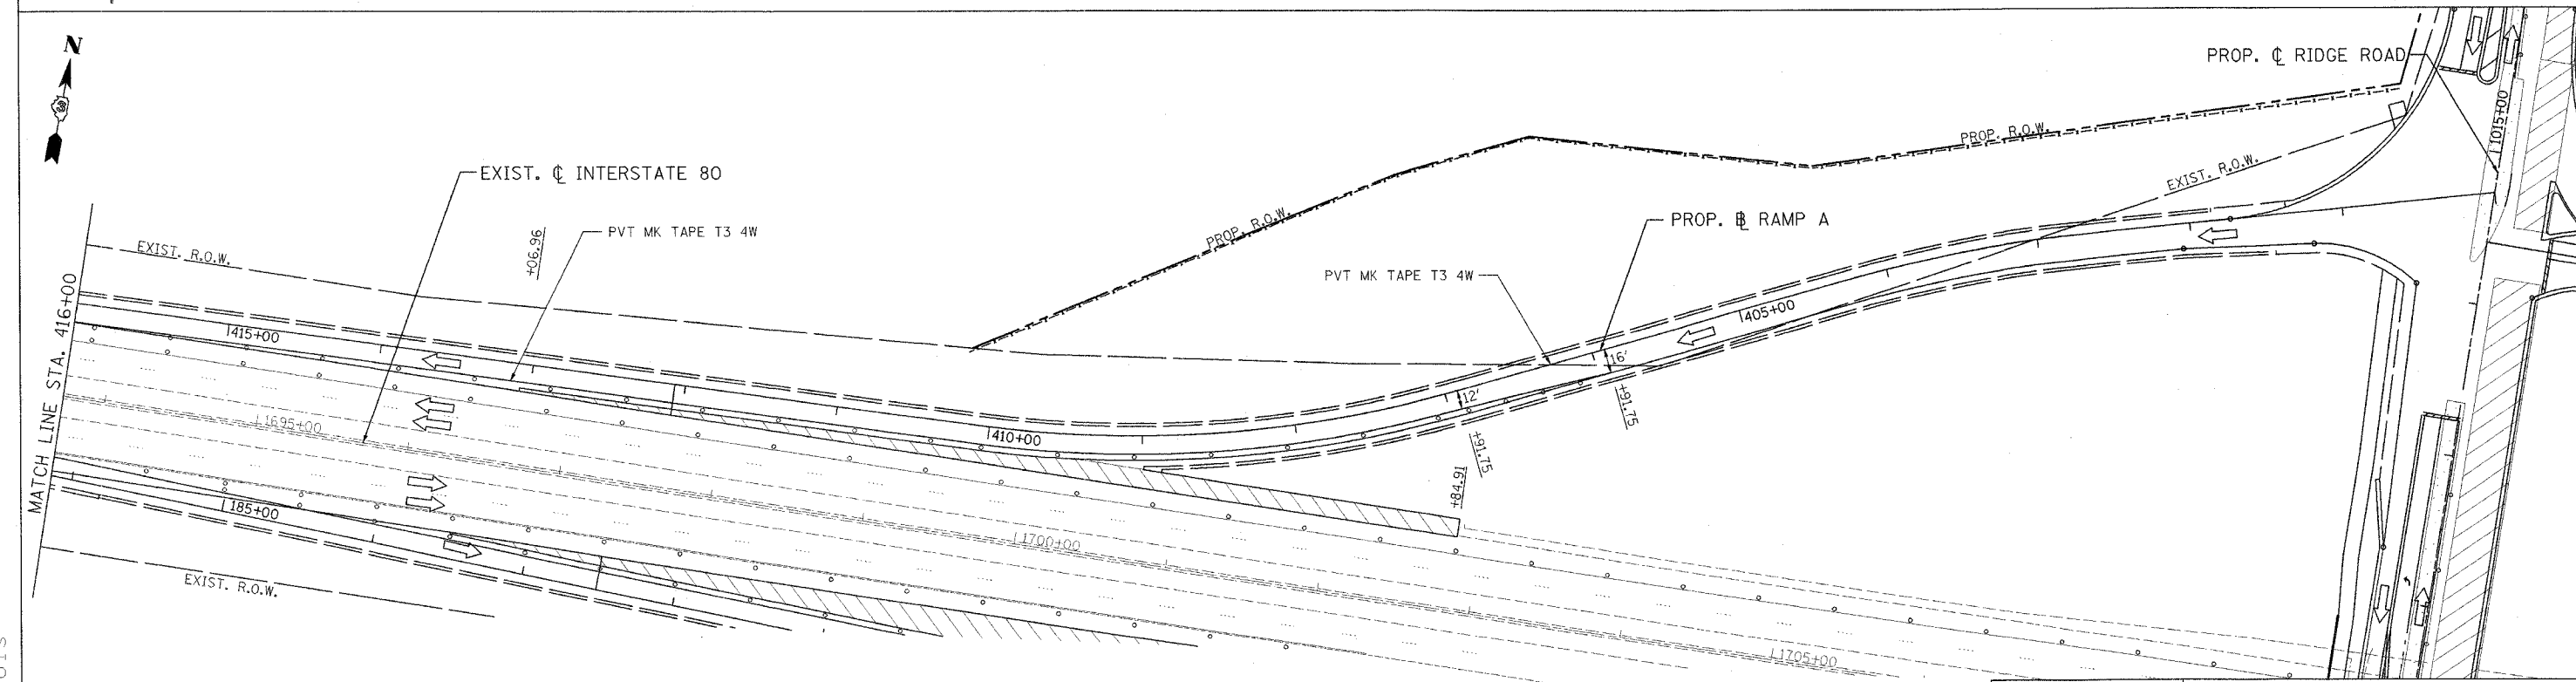 N
PROP. ℄ RIDGE ROAD
1015+00
PROP. R.O.W.
EXIST. R.O.W.
EXIST. ℄ INTERSTATE 80
PROP. R.O.W.
PROP. B RAMP A
+06.96
PVT MK TAPE T3 4W
EXIST. R.O.W.
PVT MK TAPE T3 4W
405+00
MATCH LINE STA. 416+00
415+00
16'
12'
+91.75
+91.75
1695+00
410+00
+84.91
185+00
1700+00
EXIST. R.O.W.
1705+00